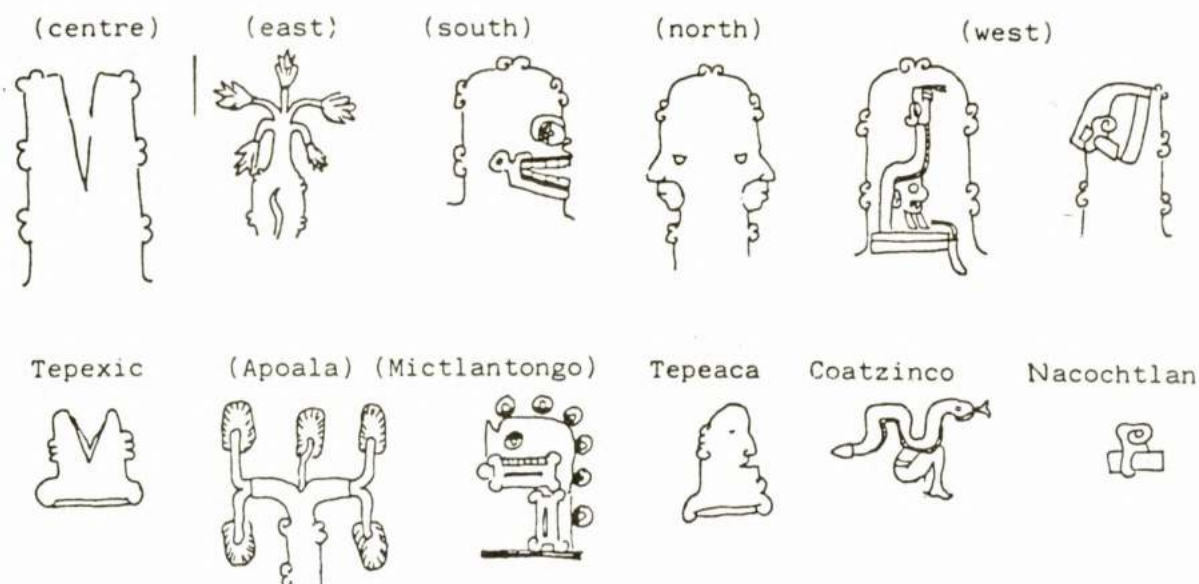 (centre) (east) (south) (north) (west)
Tepexic (Apoala) (Mictlantongo) Tepeaca Coatzinco Nacochtlan